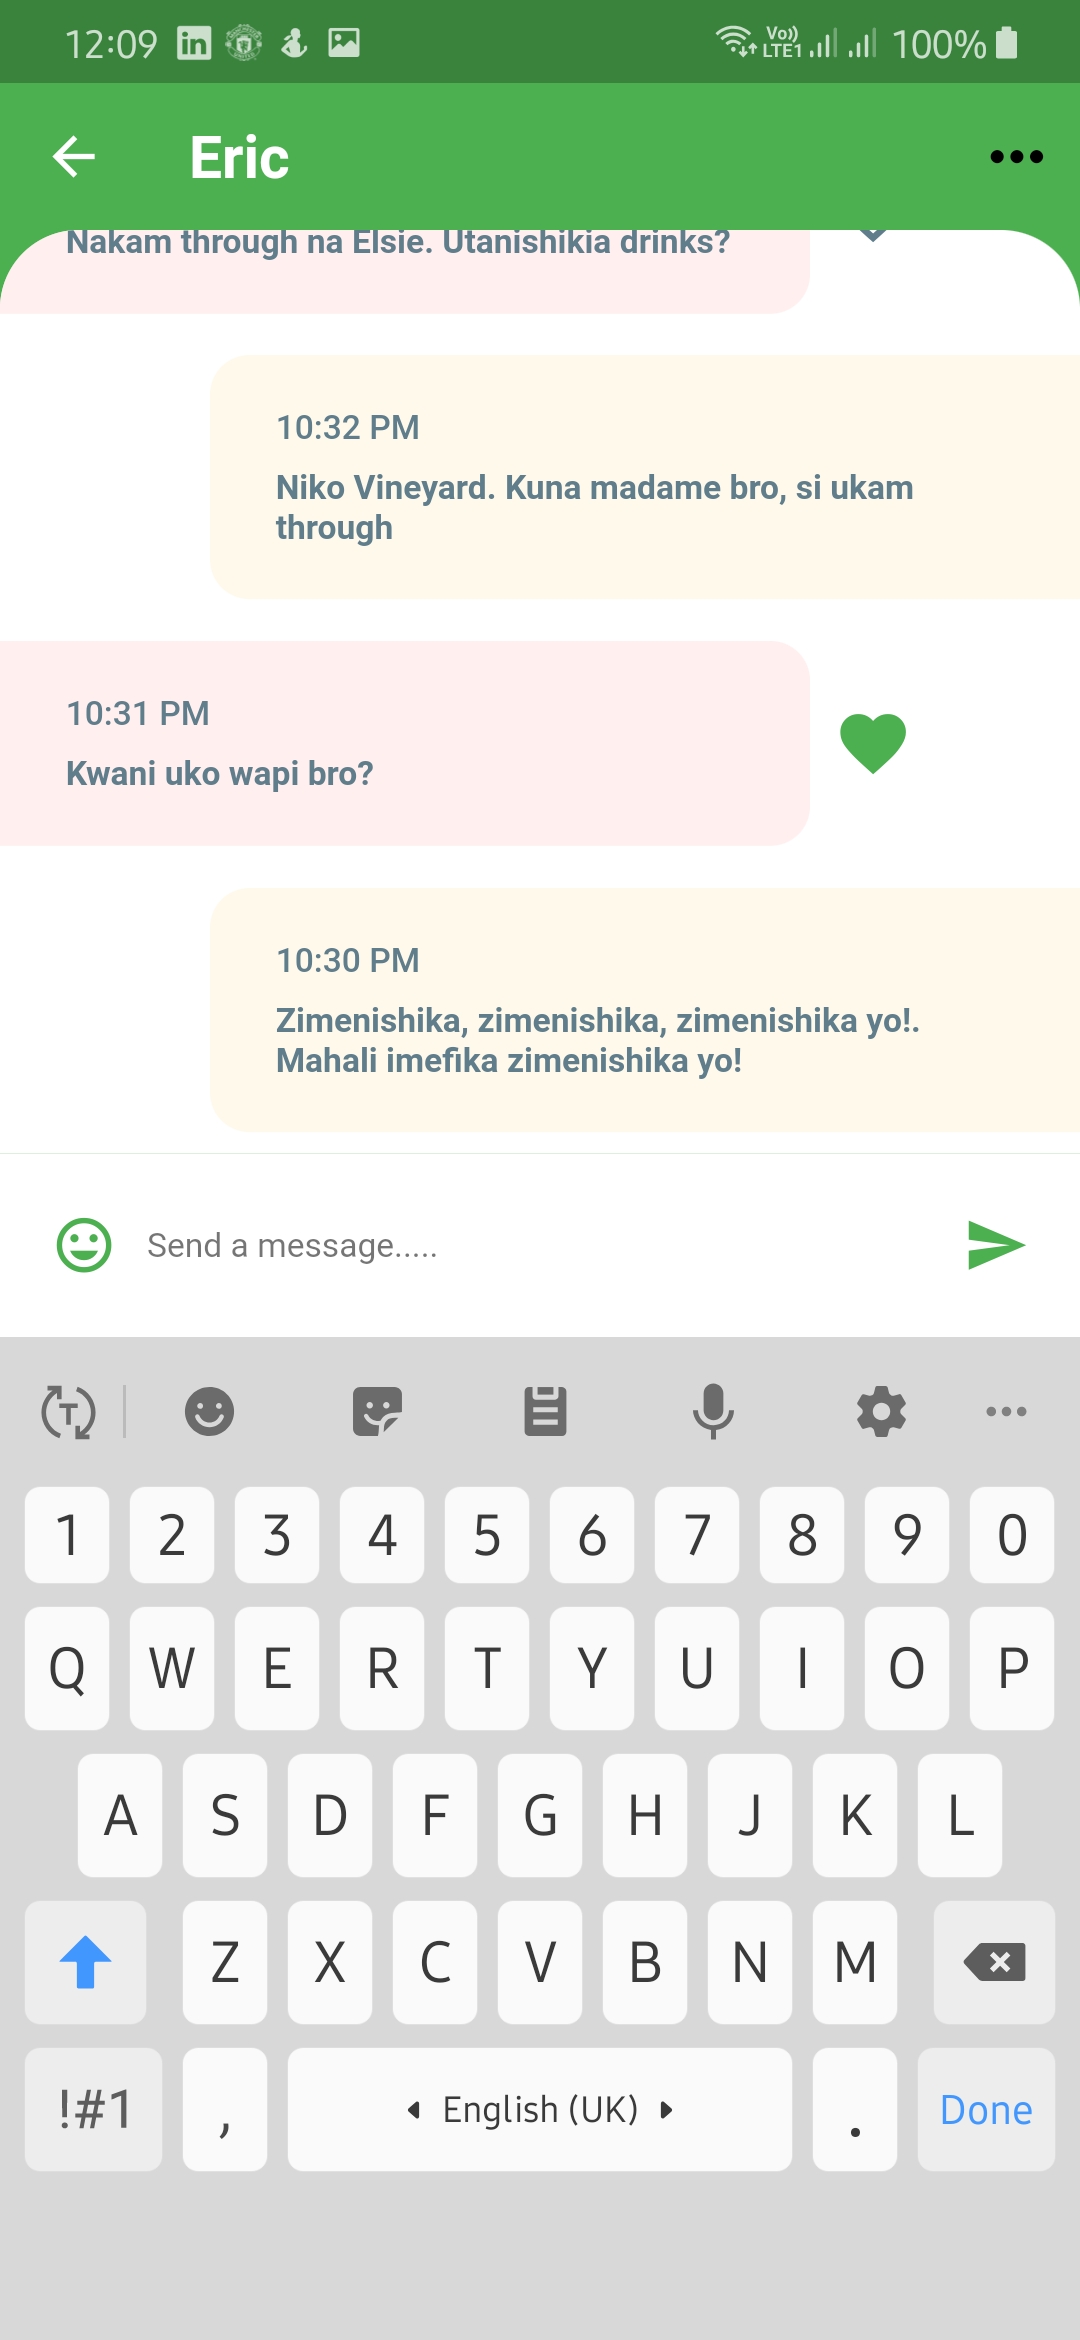 12:09
Vo))
LTE1
100%
Eric
Nakam through na Elsie. Utanishikia drinks?
10:32 PM
Niko Vineyard. Kuna madame bro, si ukam
through
10:31 PM
Kwani uko wapi bro?
10:30 PM
Zimenishika, zimenishika, zimenishika yo!.
Mahali imefika zimenishika yo!
Send a message.....
1 2 3 4 5 6 7 8 9 0
Q W E R T Y U I O P
A S D F G H J K L
Z X C V B N M
!#1 , English (UK) . Done